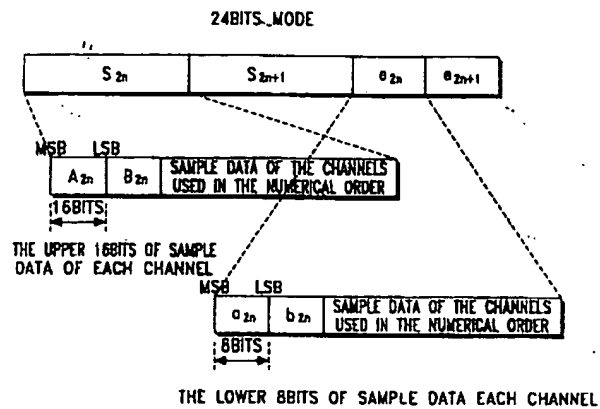 24BITS MODE
S2n S2n+1 e2n e2n+1
MSB LSB
A2n B2n SAMPLE DATA OF THE CHANNELS
USED IN THE NUMERICAL ORDER
16BITS
THE UPPER 16BITS OF SAMPLE
DATA OF EACH CHANNEL
MSB LSB
a2n b2n SAMPLE DATA OF THE CHANNELS
USED IN THE NUMERICAL ORDER
8BITS
THE LOWER 8BITS OF SAMPLE DATA EACH CHANNEL